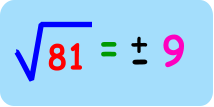 √81 = ± 9